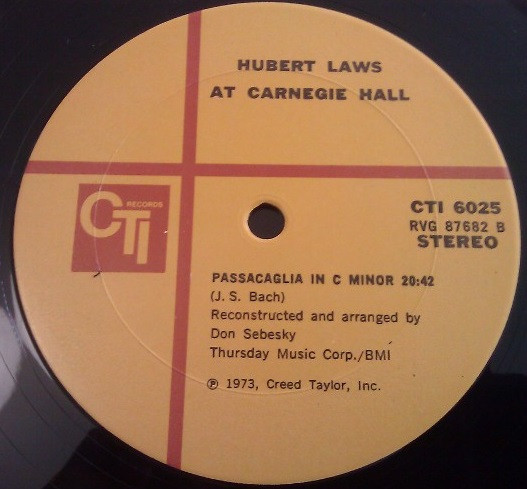 HUBERT LAWS
AT CARNEGIE HALL
CTI
RECORDS
CTI 6025
RVG 87682 B
STEREO
PASSACAGLIA IN C MINOR 20:42
(J. S. Bach)
Reconstructed and arranged by
Don Sebesky
Thursday Music Corp./BMI
℗ 1973, Creed Taylor, Inc.